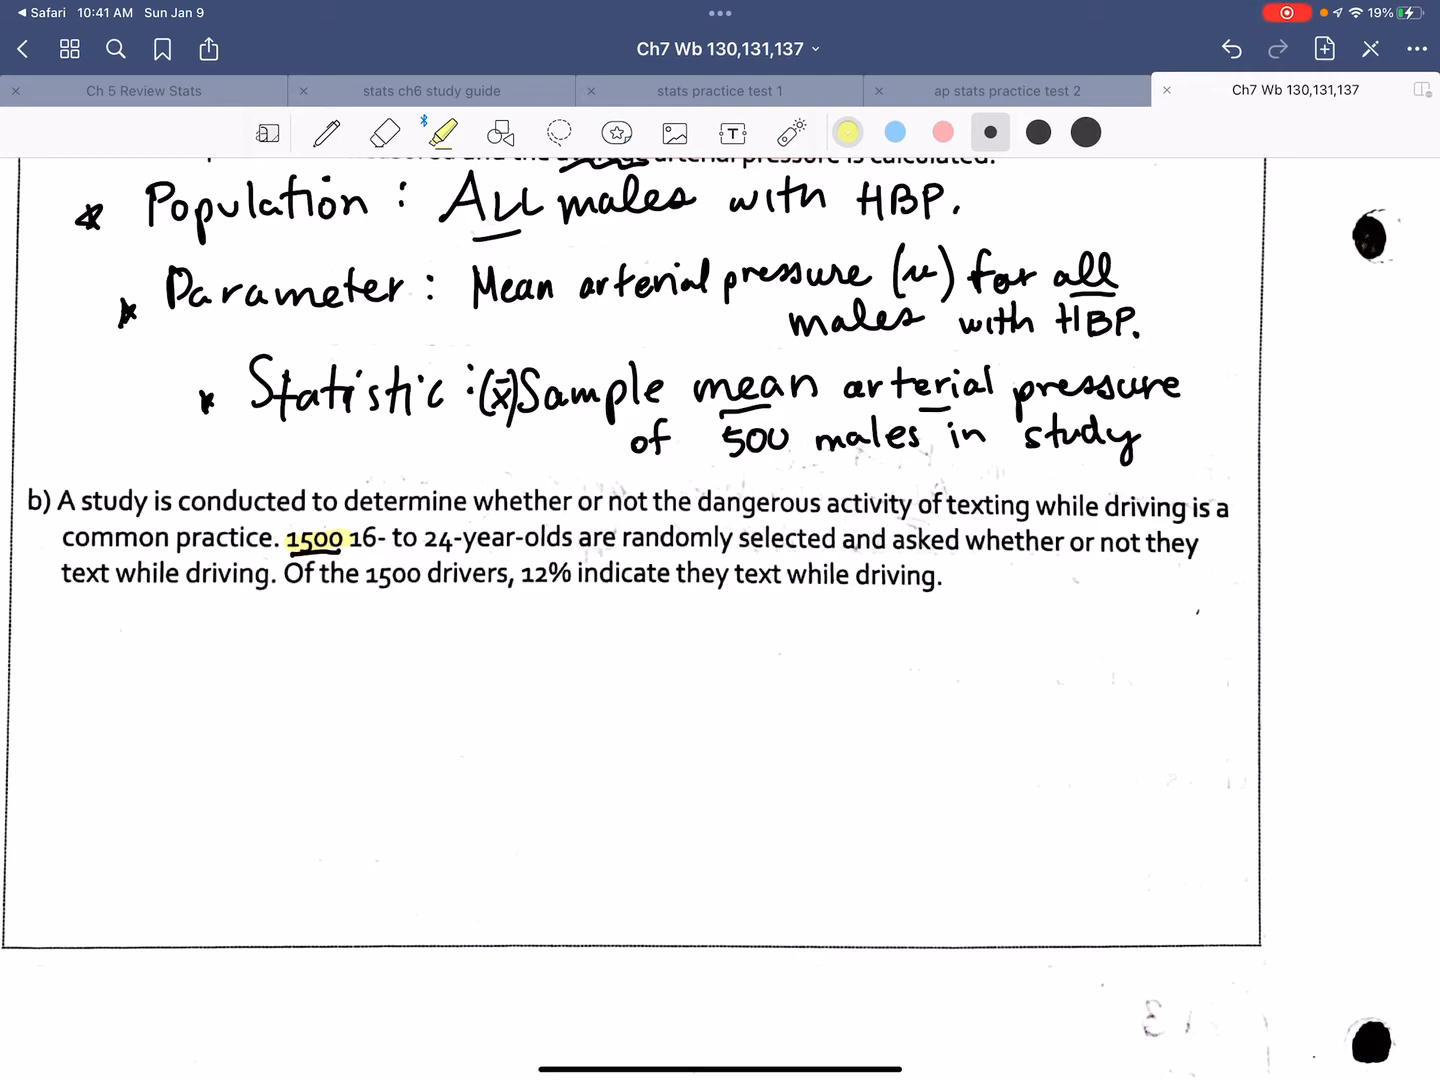 Safari 10:41 AM Sun Jan 9
19%
Ch7 Wb 130,131,137
Ch 5 Review Stats
stats ch6 study guide
stats practice test 1
ap stats practice test 2
Ch7 Wb 130,131,137
arterial pressure is calculated.
Population : ALL males with HBP.
Parameter : Mean arterial pressure (μ) for all
males with HBP.
Statistic : (x̄) Sample mean arterial pressure
of 500 males in study
b) A study is conducted to determine whether or not the dangerous activity of texting while driving is a
common practice. 1500 16- to 24-year-olds are randomly selected and asked whether or not they
text while driving. Of the 1500 drivers, 12% indicate they text while driving.